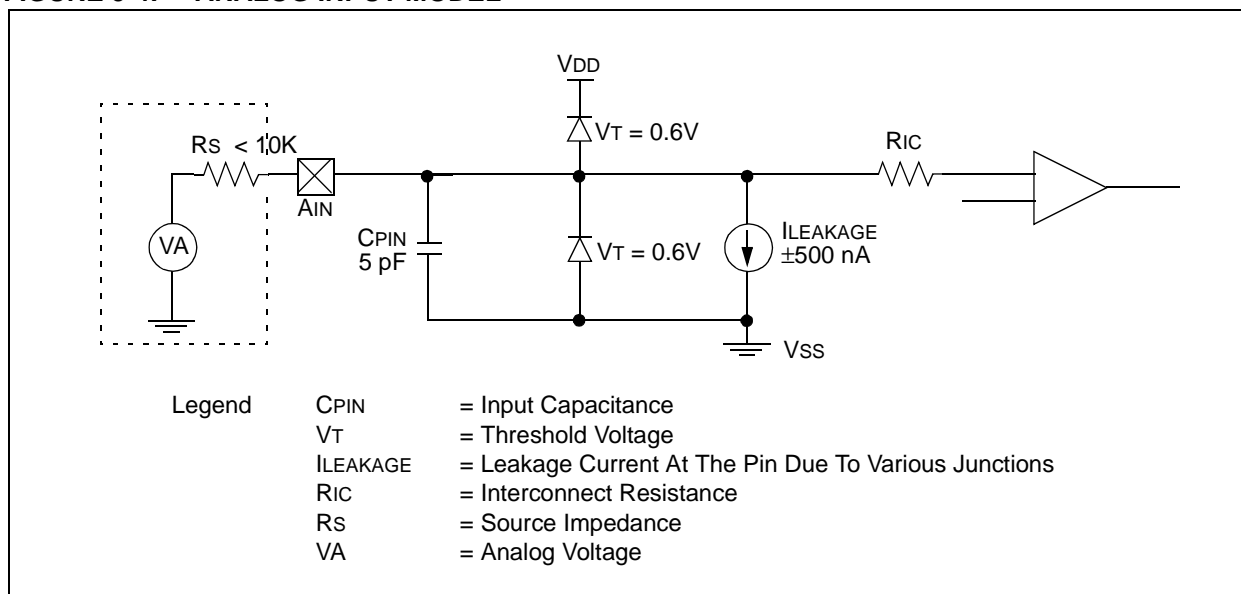 VDD
VT = 0.6V
RS < 10K
RIC
AIN
CPIN
5 pF
VA
VT = 0.6V
ILEAKAGE
±500 nA
VSS
Legend
CPIN = Input Capacitance
VT = Threshold Voltage
ILEAKAGE = Leakage Current At The Pin Due To Various Junctions
RIC = Interconnect Resistance
RS = Source Impedance
VA = Analog Voltage